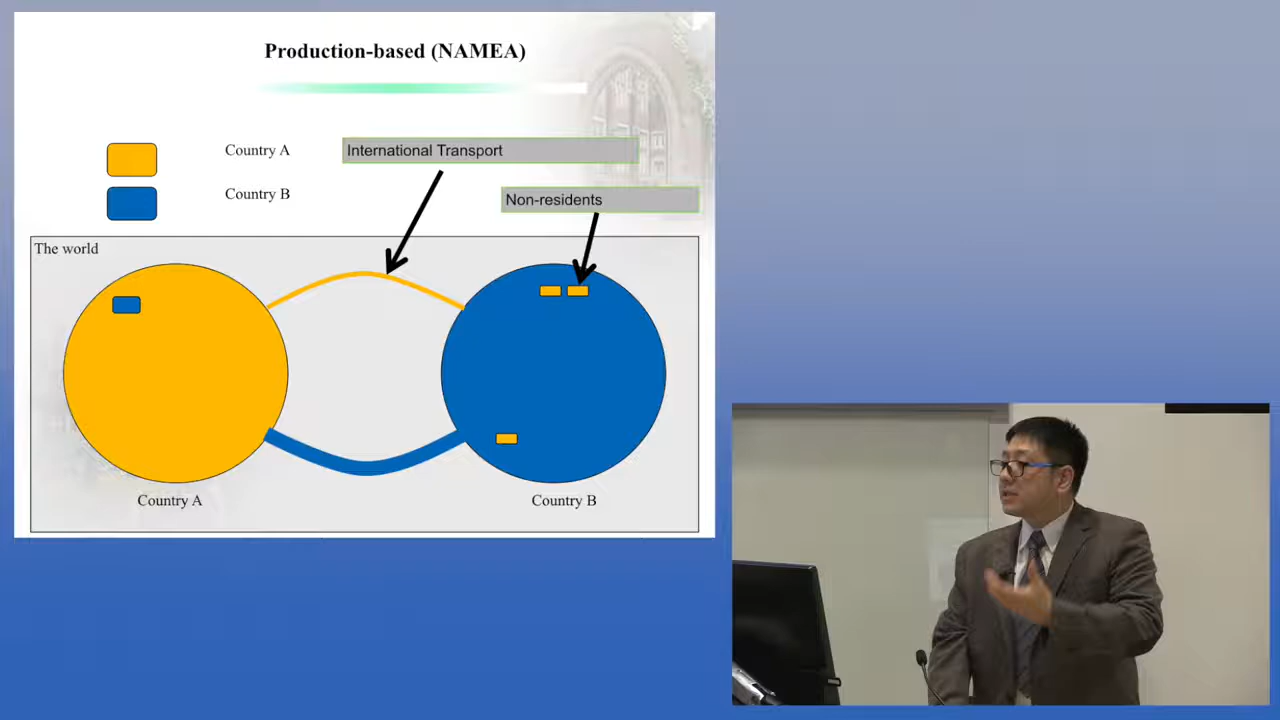 Production-based (NAMEA)
Country A
International Transport
Country B
Non-residents
The world
Country A
Country B